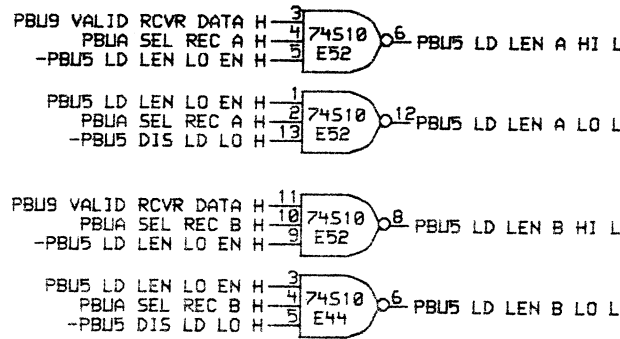 PBU9 VALID RCVR DATA H 3
PBUA SEL REC A H 4 74S10 6 PBU5 LD LEN A HI L
-PBU5 LD LEN LO EN H 5 E52
PBU5 LD LEN LO EN H 1
PBUA SEL REC A H 2 74S10 12 PBU5 LD LEN A LO L
-PBU5 DIS LD LO H 13 E52
PBU9 VALID RCVR DATA H 11
PBUA SEL REC B H 10 74S10 8 PBU5 LD LEN B HI L
-PBU5 LD LEN LO EN H 9 E52
PBU5 LD LEN LO EN H 3
PBUA SEL REC B H 4 74S10 6 PBU5 LD LEN B LO L
-PBU5 DIS LD LO H 5 E44